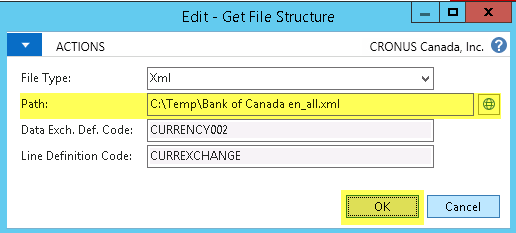 Edit - Get File Structure
ACTIONS
CRONUS Canada, Inc.
File Type:
Xml
Path:
C:\Temp\Bank of Canada en_all.xml
Data Exch. Def. Code:
CURRENCY002
Line Definition Code:
CURREXCHANGE
OK
Cancel